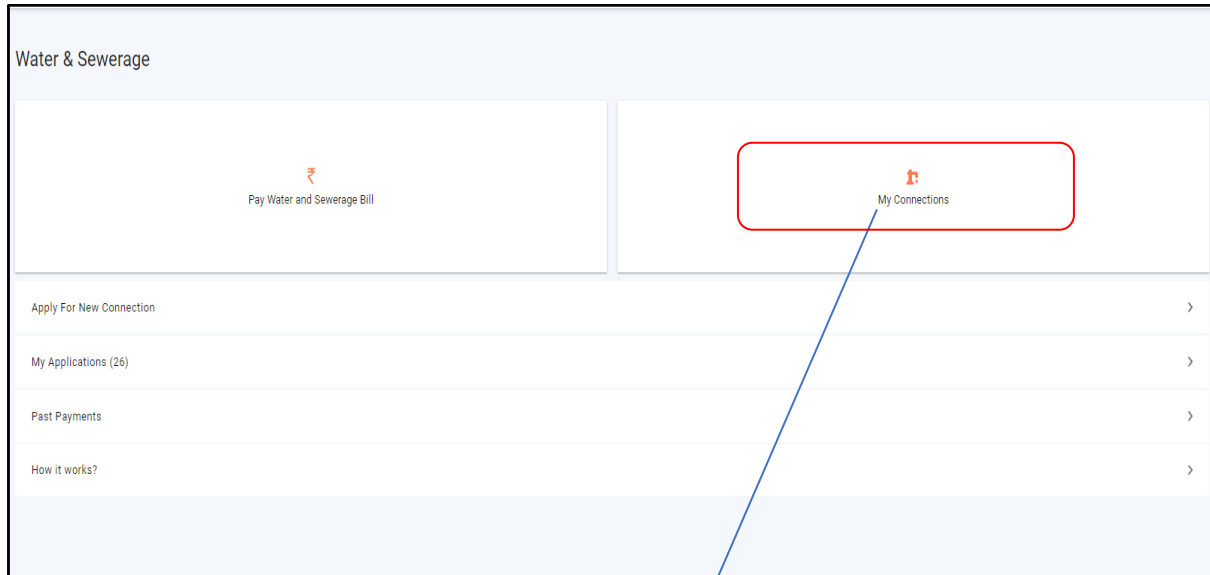 Water & Sewerage
₹
Pay Water and Sewerage Bill
My Connections
Apply For New Connection
My Applications (26)
Past Payments
How it works?